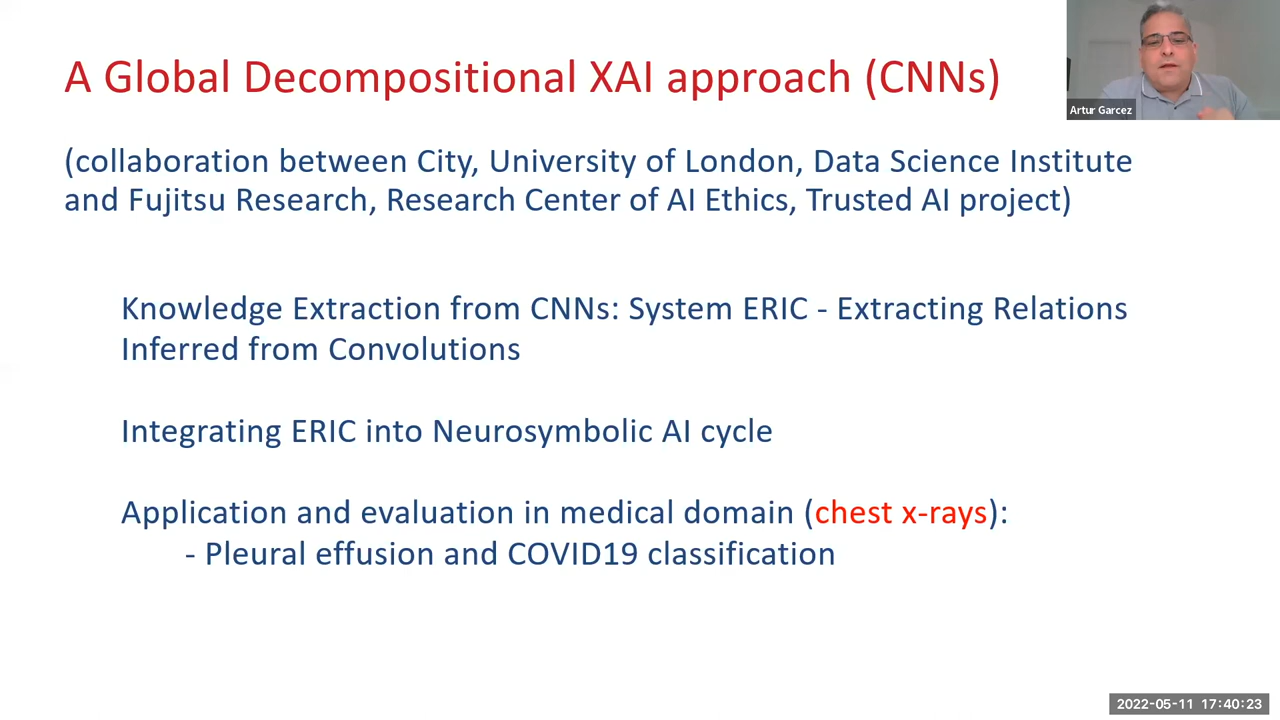 A Global Decompositional XAI approach (CNNs)
Artur Garcez
(collaboration between City, University of London, Data Science Institute
and Fujitsu Research, Research Center of AI Ethics, Trusted AI project)
Knowledge Extraction from CNNs: System ERIC - Extracting Relations
Inferred from Convolutions
Integrating ERIC into Neurosymbolic AI cycle
Application and evaluation in medical domain (chest x-rays):
- Pleural effusion and COVID19 classification
2022-05-11 17:40:23